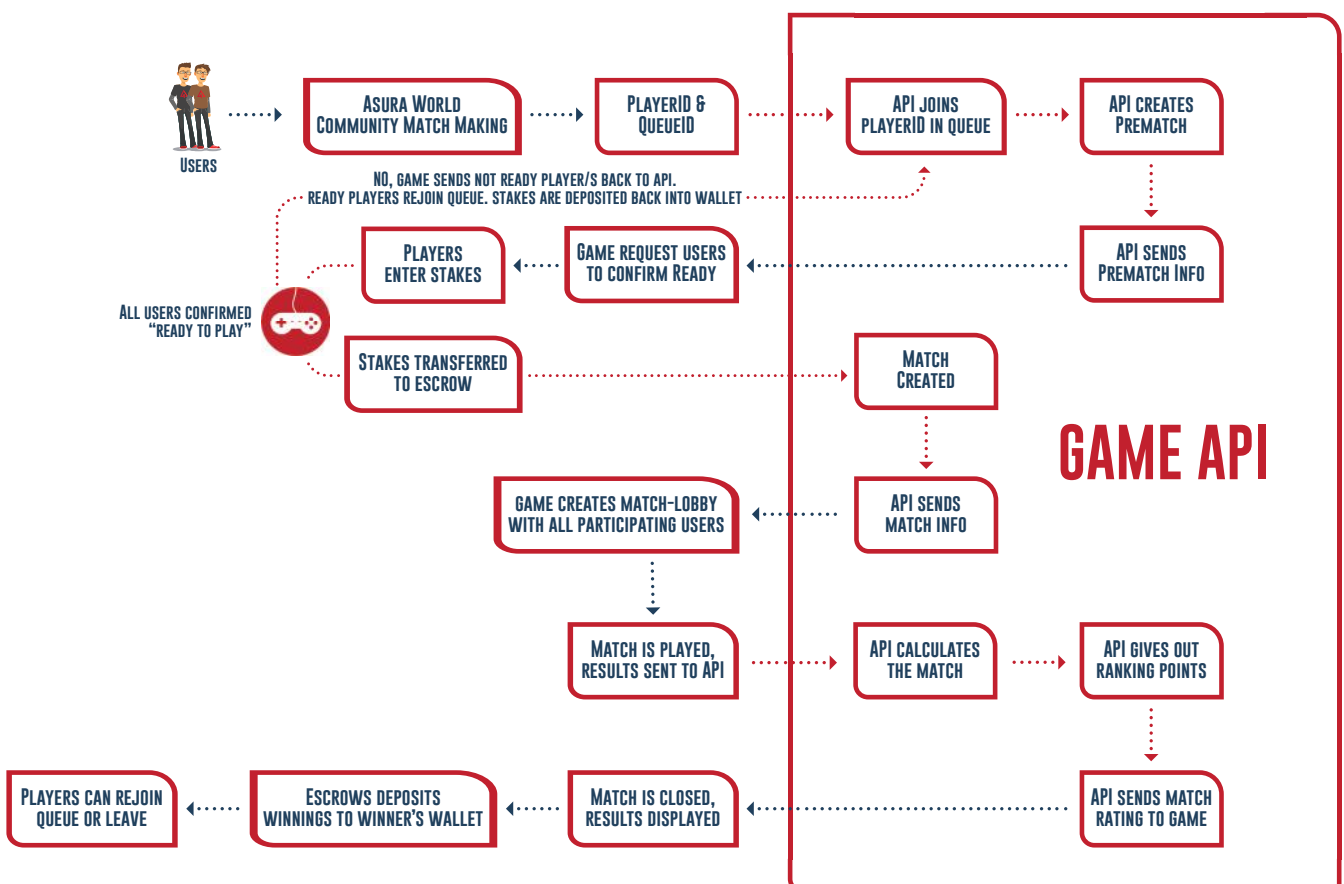 ASURA WORLD
COMMUNITY MATCH MAKING
PLAYERID &
QUEUEID
API JOINS
PLAYERID IN QUEUE
API CREATES
PREMATCH
USERS
NO, GAME SENDS NOT READY PLAYER/S BACK TO API.
READY PLAYERS REJOIN QUEUE. STAKES ARE DEPOSITED BACK INTO WALLET
PLAYERS
ENTER STAKES
GAME REQUEST USERS
TO CONFIRM READY
API SENDS
PREMATCH INFO
ALL USERS CONFIRMED
“READY TO PLAY”
STAKES TRANSFERRED
TO ESCROW
MATCH
CREATED
GAME API
GAME CREATES MATCH-LOBBY
WITH ALL PARTICIPATING USERS
API SENDS
MATCH INFO
MATCH IS PLAYED,
RESULTS SENT TO API
API CALCULATES
THE MATCH
API GIVES OUT
RANKING POINTS
PLAYERS CAN REJOIN
QUEUE OR LEAVE
ESCROWS DEPOSITS
WINNINGS TO WINNER'S WALLET
MATCH IS CLOSED,
RESULTS DISPLAYED
API SENDS MATCH
RATING TO GAME